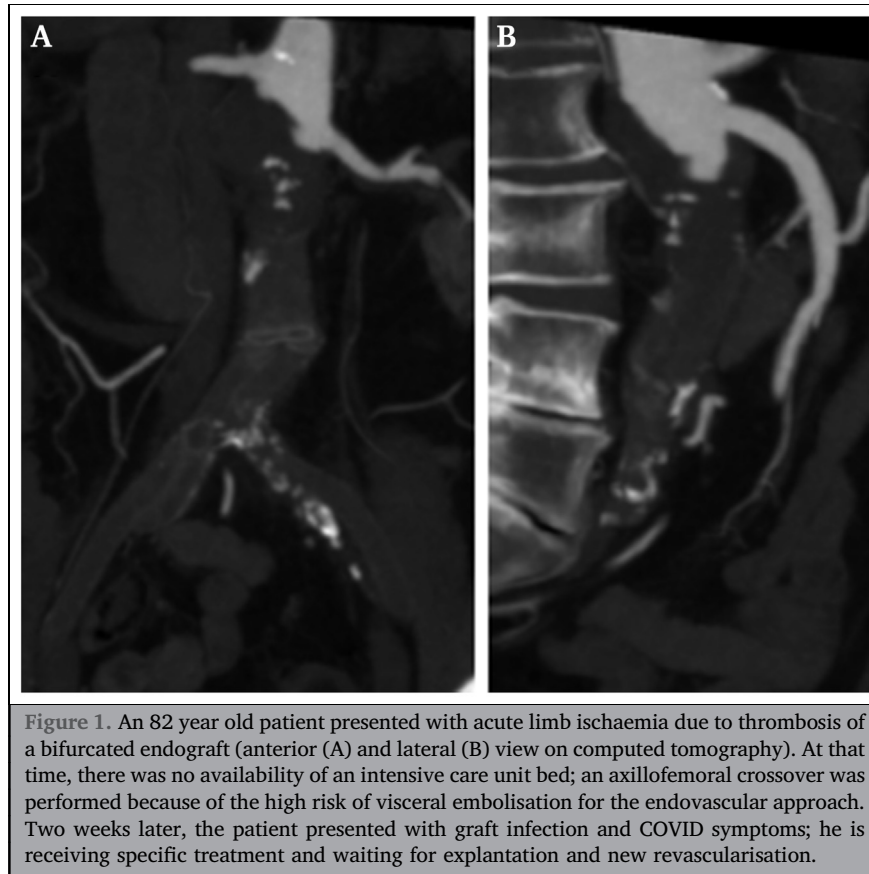 A
B
Figure 1. An 82 year old patient presented with acute limb ischaemia due to thrombosis of
a bifurcated endograft (anterior (A) and lateral (B) view on computed tomography). At that
time, there was no availability of an intensive care unit bed; an axillofemoral crossover was
performed because of the high risk of visceral embolisation for the endovascular approach.
Two weeks later, the patient presented with graft infection and COVID symptoms; he is
receiving specific treatment and waiting for explantation and new revascularisation.